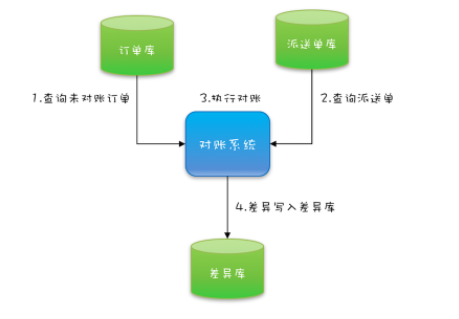 订单库
派送单库
1.查询未对账订单
3.执行对账
2.查询派送单
对账系统
4.差异写入差异库
差异库